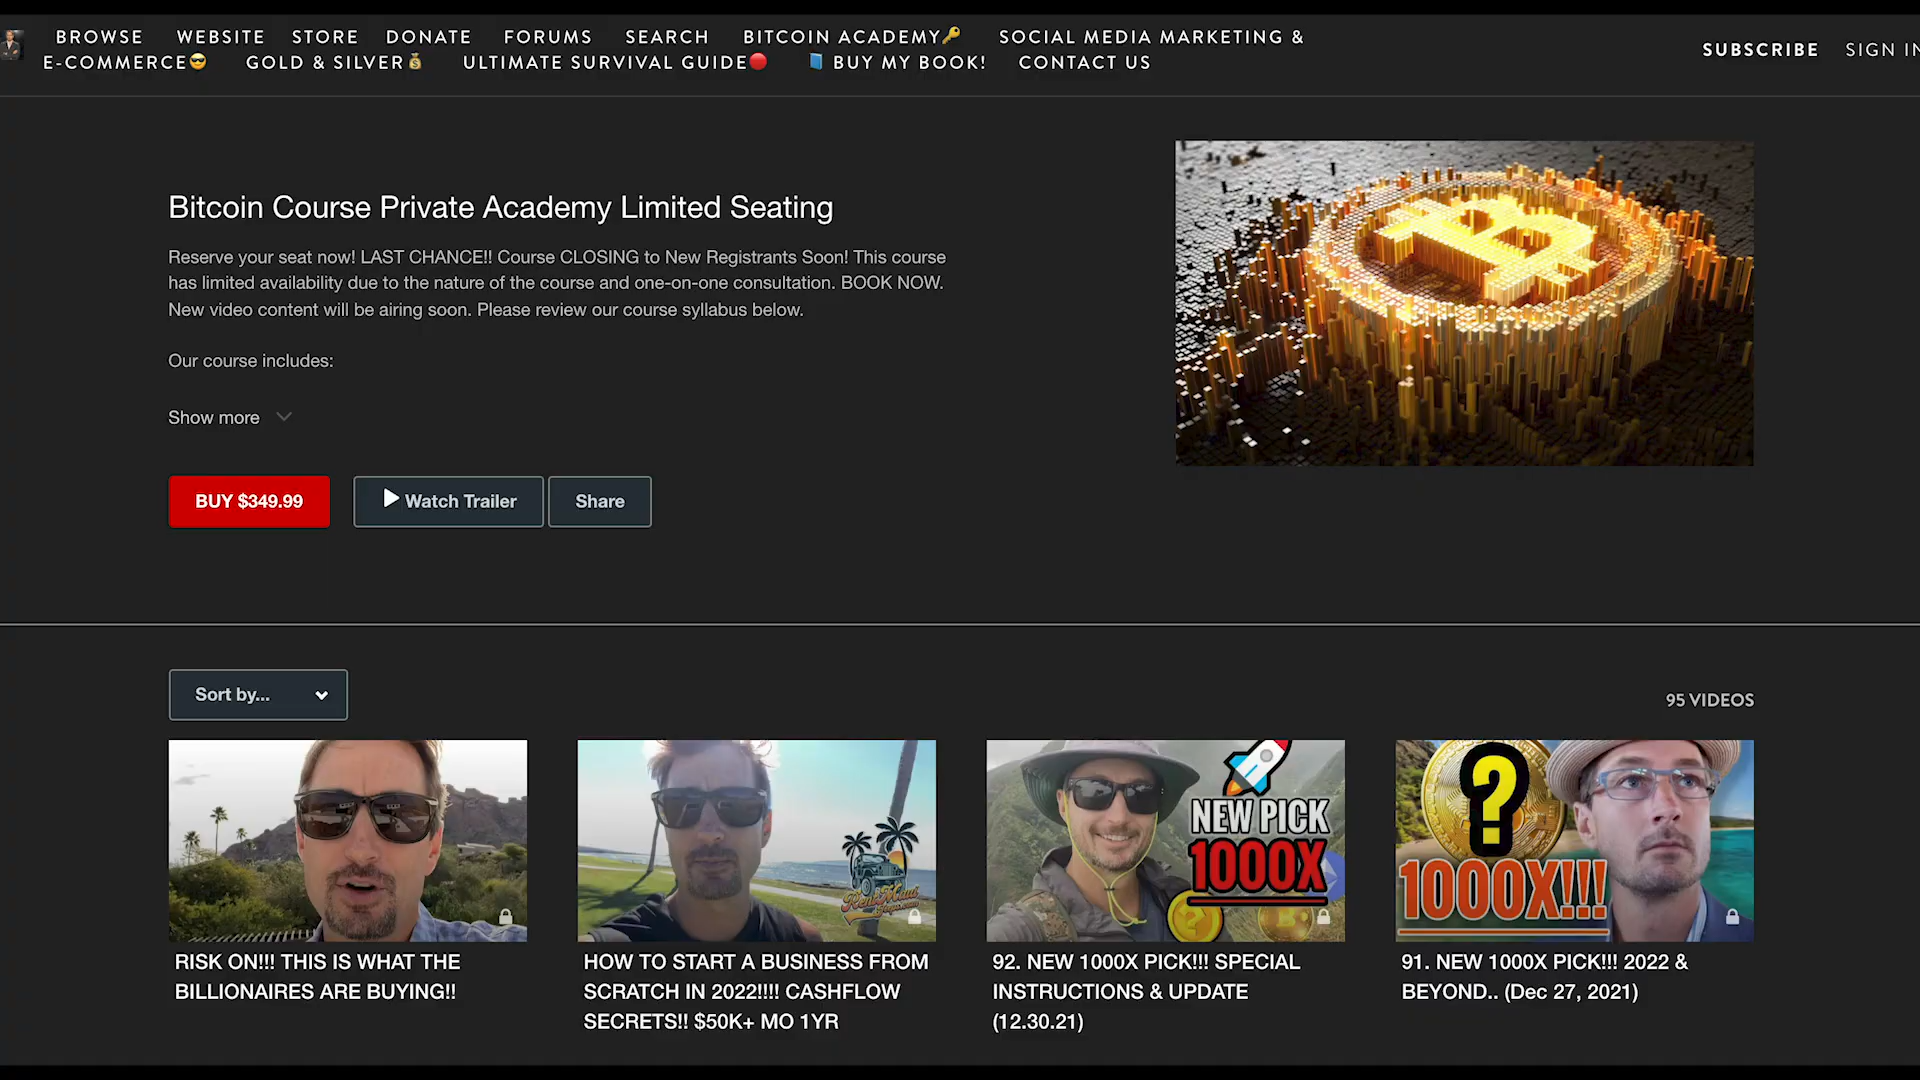 BROWSE WEBSITE STORE DONATE FORUMS SEARCH BITCOIN ACADEMY🔑 SOCIAL MEDIA MARKETING &
E-COMMERCE😎 GOLD & SILVER💰 ULTIMATE SURVIVAL GUIDE🔴 📘 BUY MY BOOK! CONTACT US
SUBSCRIBE SIGN IN
Bitcoin Course Private Academy Limited Seating
Reserve your seat now! LAST CHANCE!! Course CLOSING to New Registrants Soon! This course
has limited availability due to the nature of the course and one-on-one consultation. BOOK NOW.
New video content will be airing soon. Please review our course syllabus below.
Our course includes:
Show more
BUY $349.99
Watch Trailer
Share
Sort by...
95 VIDEOS
NEW PICK
1000X
?
1000X!!!
RISK ON!!! THIS IS WHAT THE
BILLIONAIRES ARE BUYING!!
HOW TO START A BUSINESS FROM
SCRATCH IN 2022!!!! CASHFLOW
SECRETS!! $50K+ MO 1YR
92. NEW 1000X PICK!!! SPECIAL
INSTRUCTIONS & UPDATE
(12.30.21)
91. NEW 1000X PICK!!! 2022 &
BEYOND.. (Dec 27, 2021)